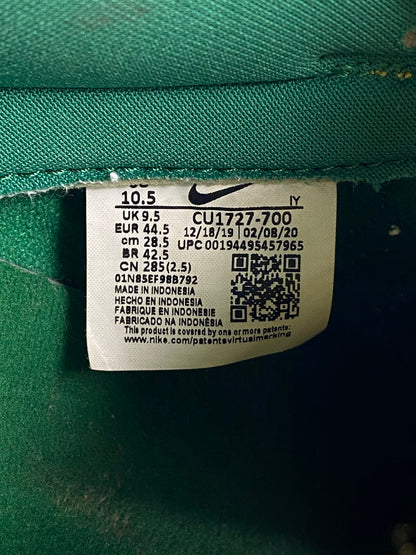 10.5
IY
UK 9.5
CU1727-700
EUR 44.5
12/18/19 | 02/08/20
cm 28.5
UPC 00194495457965
BR 42.5
CN 285(2.5)
01N85EF9BB792
MADE IN INDONESIA
HECHO EN INDONESIA
FABRIQUE EN INDONESIE
FABRICADO NA INDONÉSIA
This product is covered by one or more patents:
www.nike.com/patentsvirtualmarking